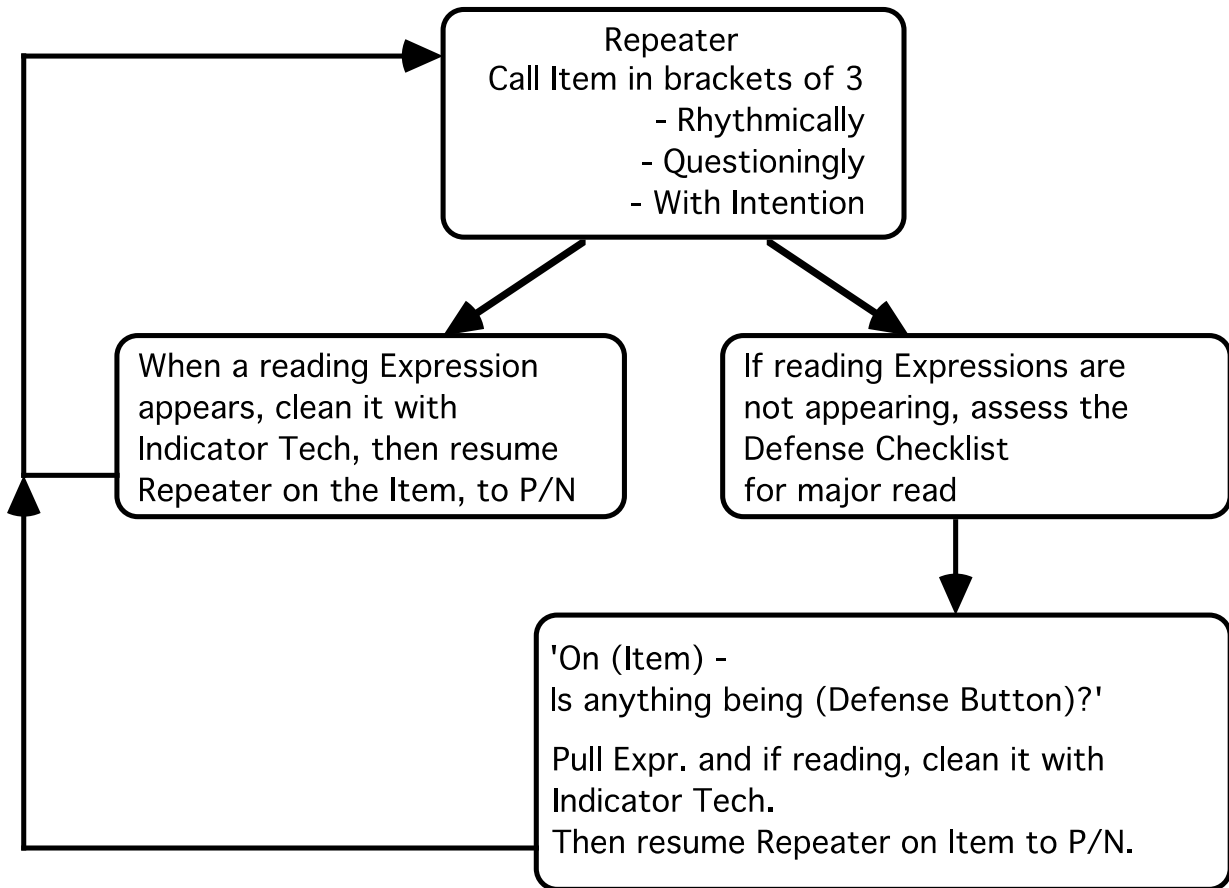 Repeater
Call Item in brackets of 3
- Rhythmically
- Questioningly
- With Intention
When a reading Expression
appears, clean it with
Indicator Tech, then resume
Repeater on the Item, to P/N
If reading Expressions are
not appearing, assess the
Defense Checklist
for major read
'On (Item) -
Is anything being (Defense Button)?'
Pull Expr. and if reading, clean it with
Indicator Tech.
Then resume Repeater on Item to P/N.